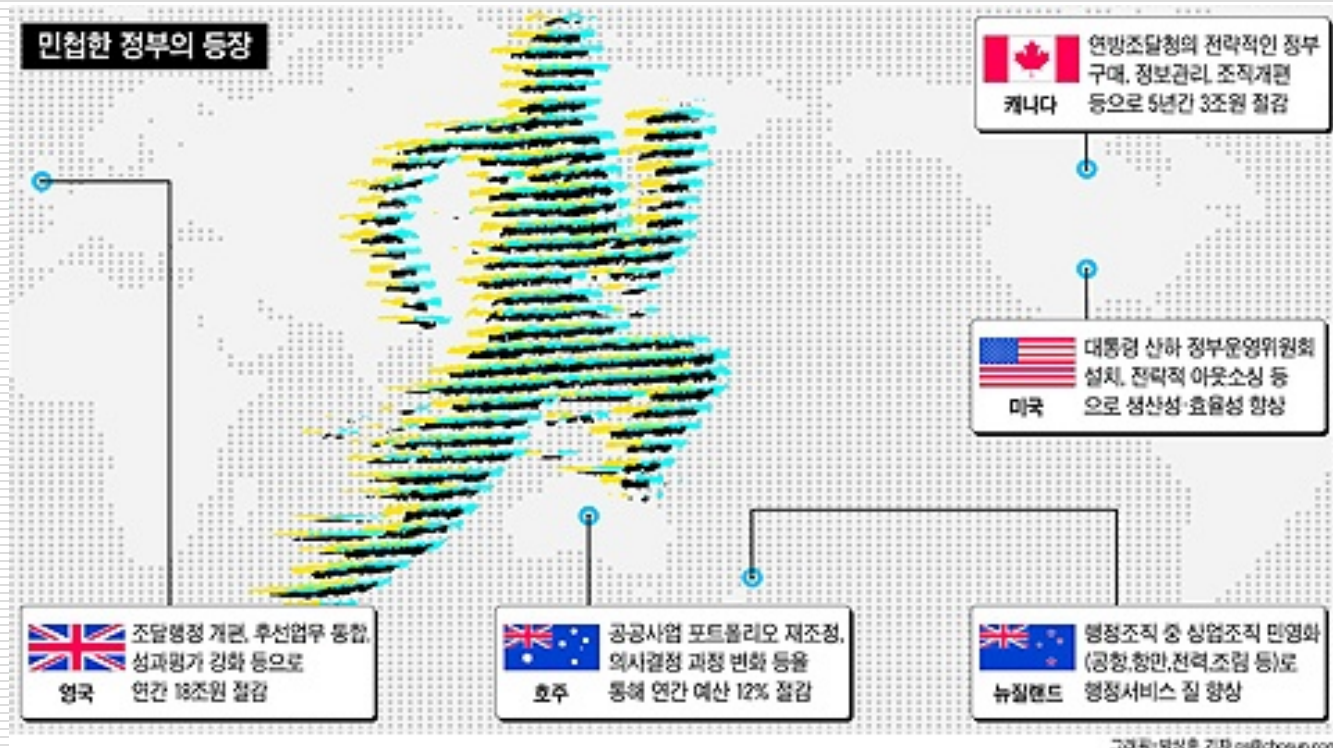 민첩한 정부의 등장
연방조달청의 전략적인 정부
구매, 정보관리, 조직개편
등으로 5년간 3조원 절감
캐나다
대통령 산하 정부운영위원회
설치, 전략적 아웃소싱 등
으로 생산성·효율성 향상
미국
조달행정 개편, 후선업무 통합,
성과평가 강화 등으로
연간 18조원 절감
영국
공공사업 포트폴리오 재조정,
의사결정 과정 변화 등을
통해 연간 예산 12% 절감
호주
행정조직 중 상업조직 민영화
(공항,항만,전력,조림 등)로
행정서비스 질 향상
뉴질랜드